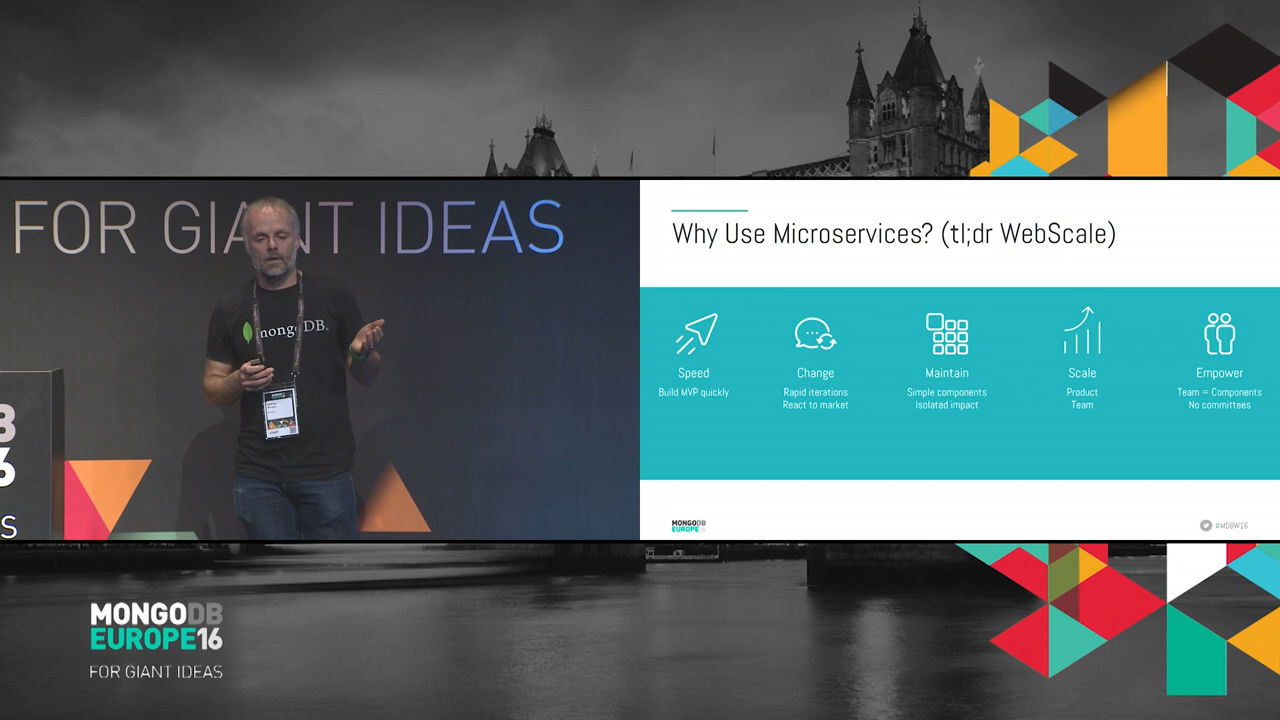 FOR GIANT IDEAS
mongoDB
B
6
S
Why Use Microservices? (tl;dr WebScale)
Speed
Build MVP quickly
Change
Rapid iterations
React to market
Maintain
Simple components
Isolated impact
Scale
Product
Team
Empower
Team = Components
No committees
MONGODB
EUROPE16
#MDBW16
MONGODB
EUROPE16
FOR GIANT IDEAS